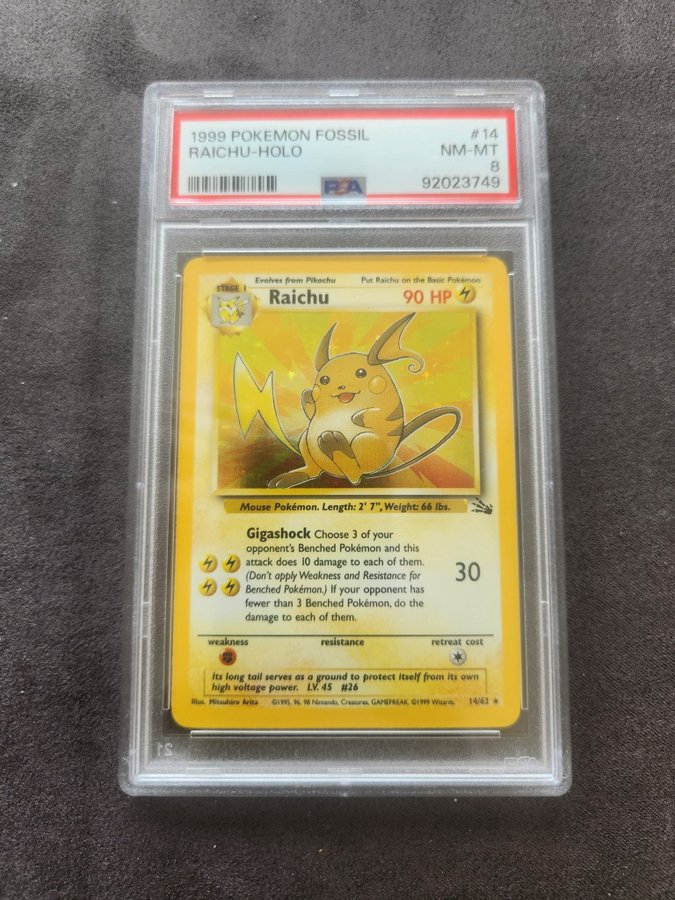 1999 POKEMON FOSSIL #14
RAICHU-HOLO NM-MT
8
PSA 92023749
Evolves from Pikachu Put Raichu on the Basic Pokémon
STAGE 1
Raichu 90 HP
Mouse Pokémon. Length: 2' 7", Weight: 66 lbs.
Gigashock Choose 3 of your
opponent's Benched Pokémon and this
attack does 10 damage to each of them.
(Don't apply Weakness and Resistance for
Benched Pokémon.) If your opponent has
fewer than 3 Benched Pokémon, do the
damage to each of them.
30
weakness resistance retreat cost
Its long tail serves as a ground to protect itself from its own
high voltage power. LV. 45 #26
Illus. Mitsuhiro Arita ©1995, 96, 98 Nintendo, Creatures, GAMEFREAK. ©1999 Wizards. 14/62